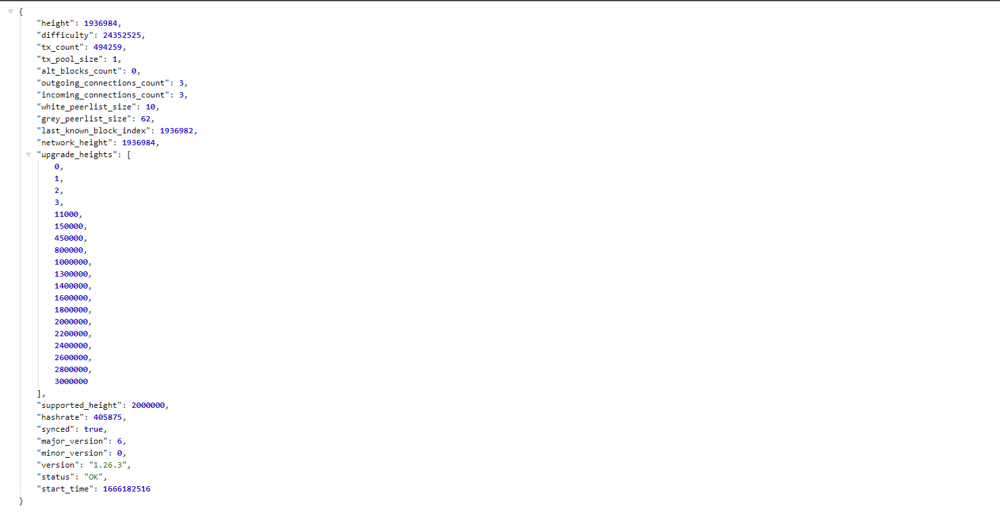 {
"height": 1936984,
"difficulty": 24352525,
"tx_count": 494259,
"tx_pool_size": 1,
"alt_blocks_count": 0,
"outgoing_connections_count": 3,
"incoming_connections_count": 3,
"white_peerlist_size": 10,
"grey_peerlist_size": 62,
"last_known_block_index": 1936982,
"network_height": 1936984,
"upgrade_heights": [
0,
1,
2,
3,
11000,
150000,
450000,
800000,
1000000,
1300000,
1400000,
1600000,
1800000,
2000000,
2200000,
2400000,
2600000,
2800000,
3000000
],
"supported_height": 2000000,
"hashrate": 405875,
"synced": true,
"major_version": 6,
"minor_version": 0,
"version": "1.26.3",
"status": "OK",
"start_time": 1666182516
}